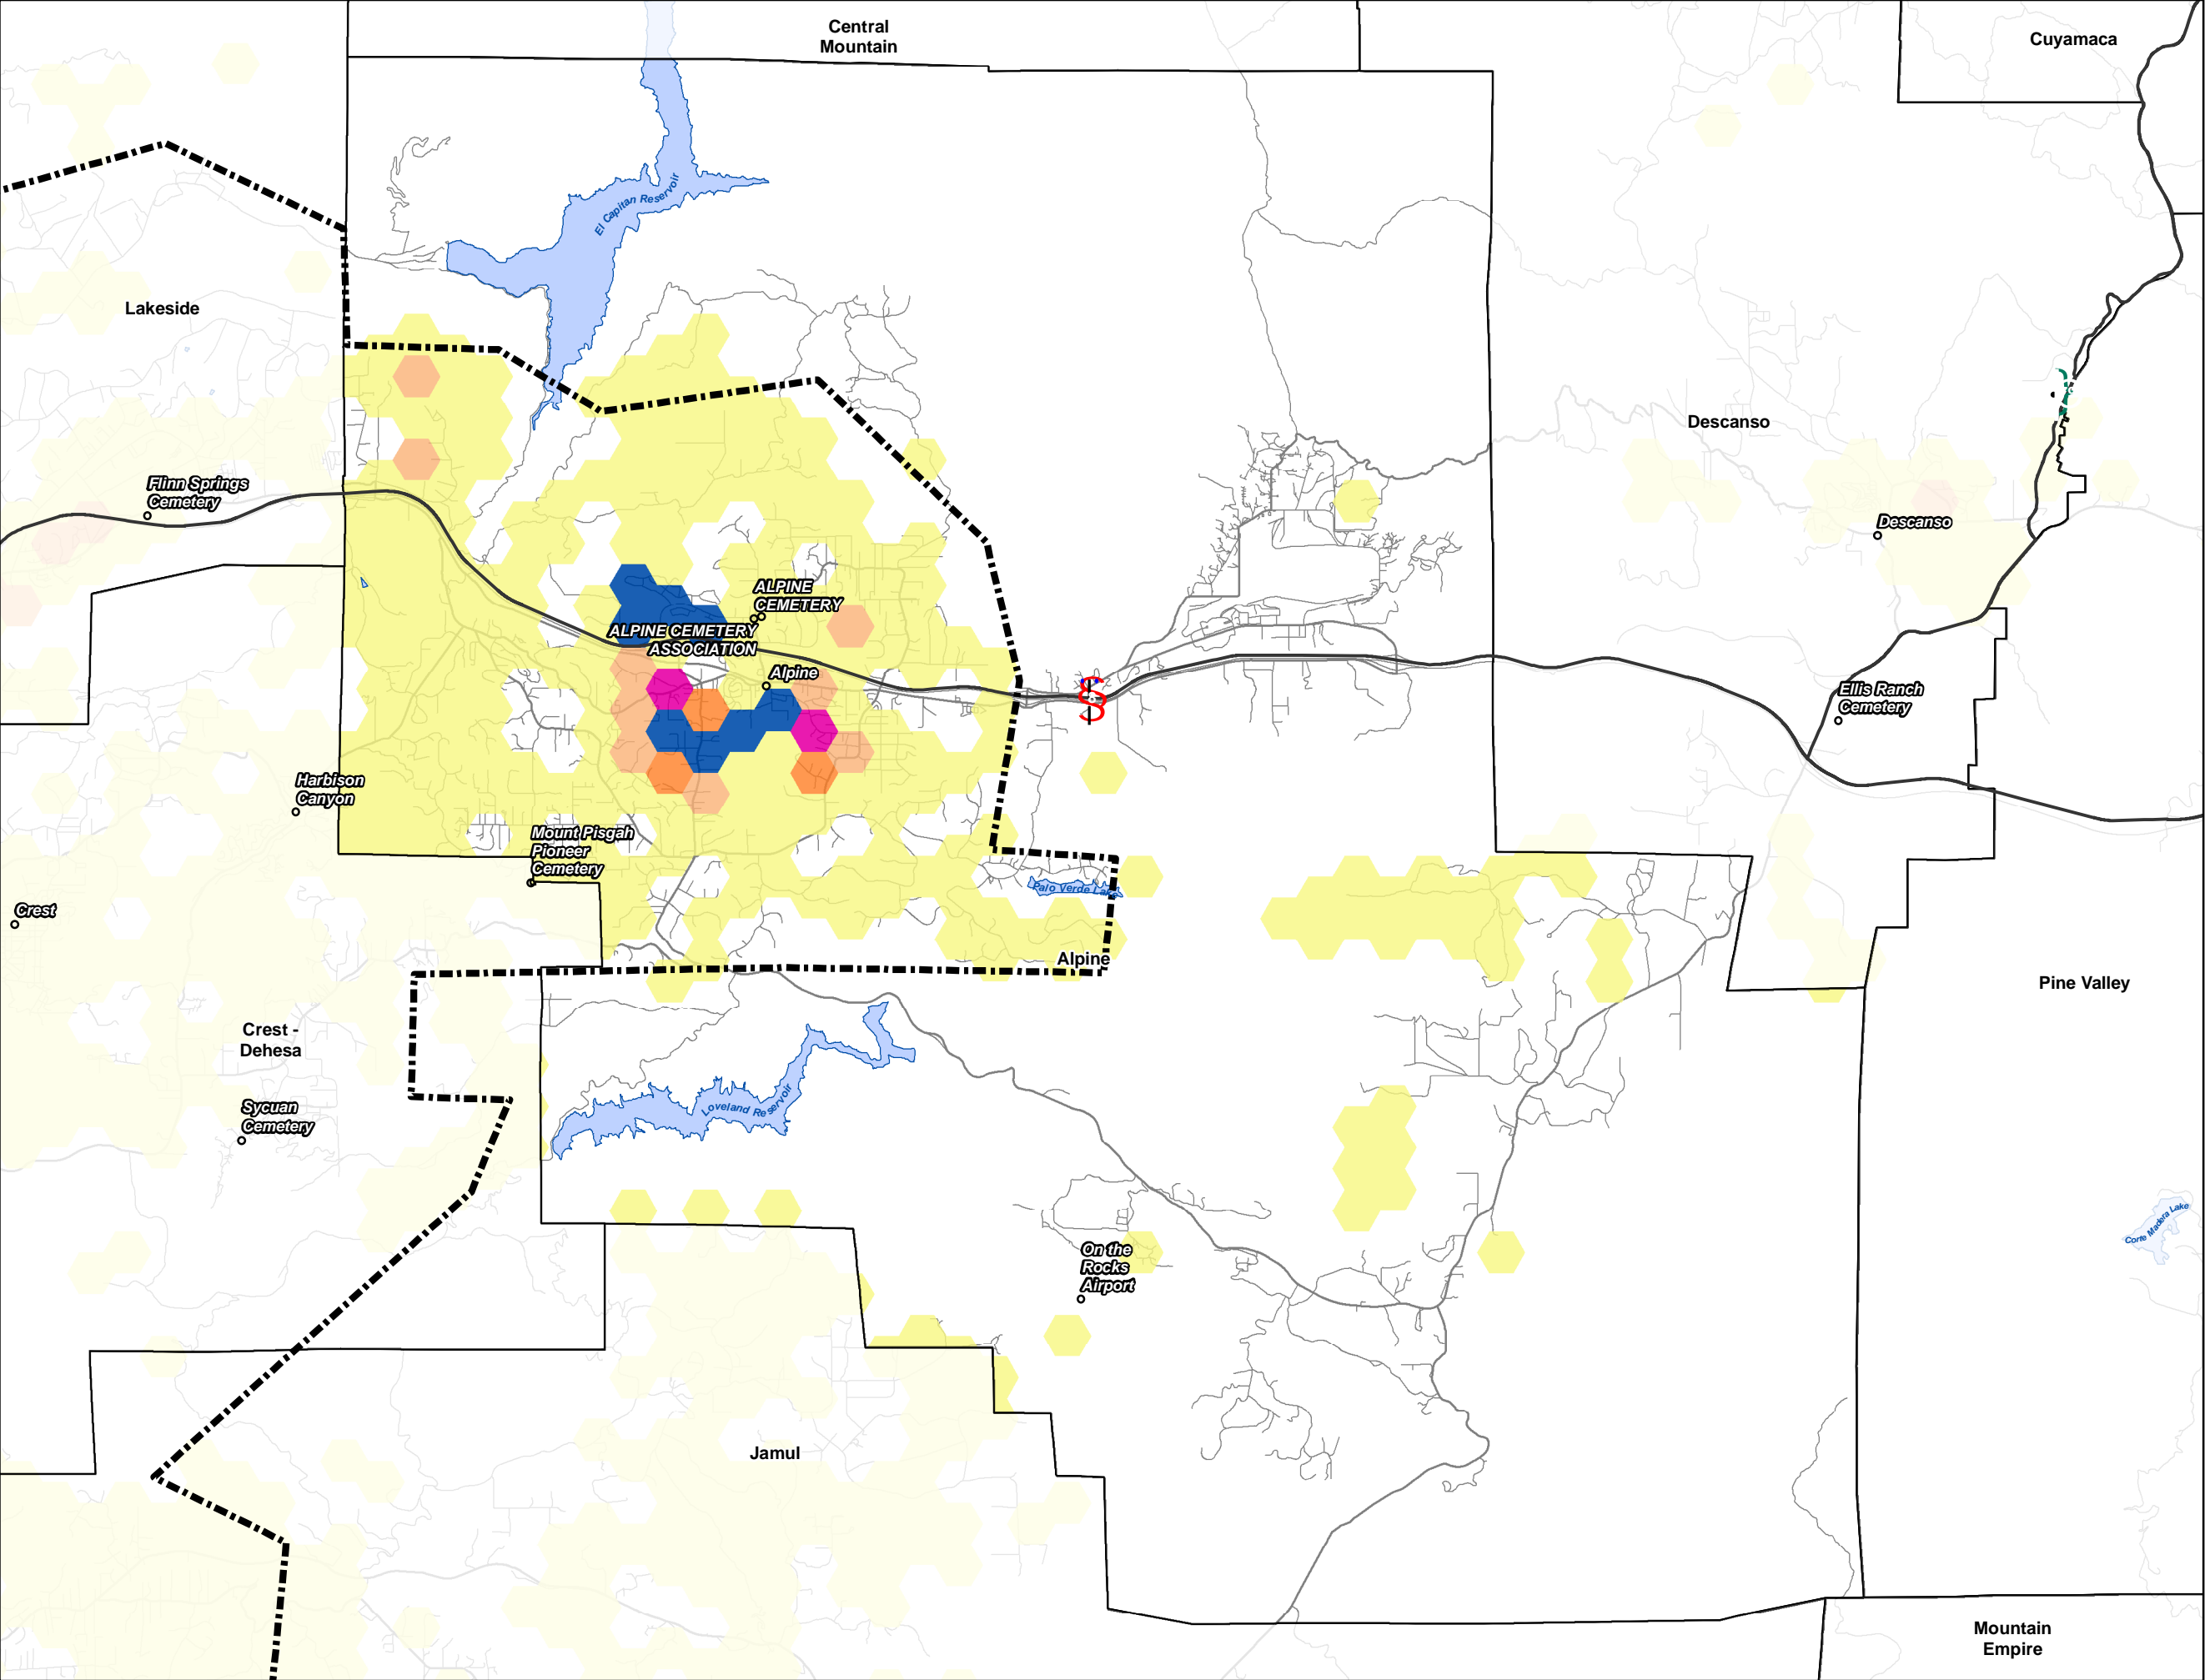 Central
Mountain
Cuyamaca
El Capitan Reservoir
Lakeside
Descanso
Flinn Springs
Cemetery
Descanso
ALPINE
CEMETERY
ALPINE CEMETERY
ASSOCIATION
Alpine
Ellis Ranch
Cemetery
Harbison
Canyon
Mount Pisgah
Pioneer
Cemetery
Palo Verde Lake
Crest
Alpine
Pine Valley
Crest -
Dehesa
Loveland Reservoir
Sycuan
Cemetery
Corte Madera Lake
On the
Rocks
Airport
Jamul
Mountain
Empire